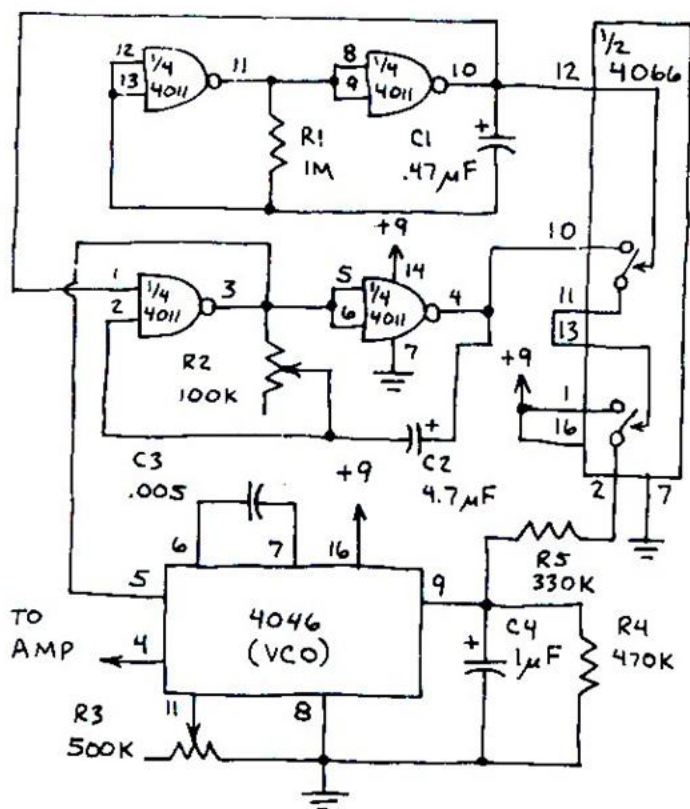 12
13
1/4
4011
11
8
9
1/4
4011
10
12
1/2
4066
R1
1M
C1
+
.47µF
+9
10
1
2
1/4
4011
3
5
6
1/4
4011
14
4
7
11
13
R2
100K
+9
1
16
+
C2
4.7µF
2
7
C3
.005
+9
6
7
16
R5
330K
5
9
4046
(VCO)
TO
AMP
4
+
C4
1µF
R4
470K
11
8
R3
500K